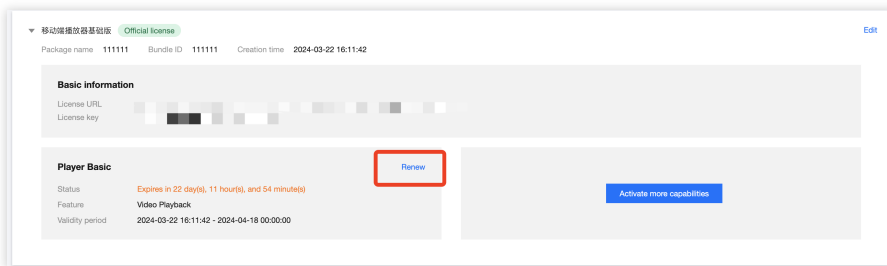 移动端播放器基础版 Official license Edit
Package name 111111 Bundle ID 111111 Creation time 2024-03-22 16:11:42
Basic information
License URL
License key
Player Basic Renew
Status Expires in 22 day(s), 11 hour(s), and 54 minute(s)
Feature Video Playback
Validity period 2024-03-22 16:11:42 - 2024-04-18 00:00:00
Activate more capabilities